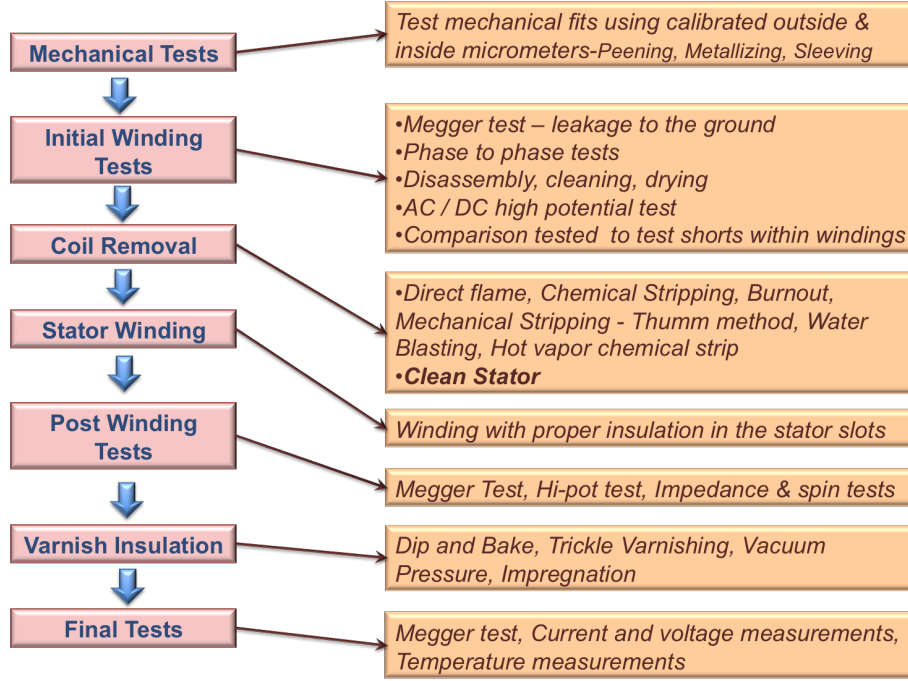 Mechanical Tests
Test mechanical fits using calibrated outside &
inside micrometers-Peening, Metallizing, Sleeving
Initial Winding
Tests
•Megger test – leakage to the ground
•Phase to phase tests
•Disassembly, cleaning, drying
•AC / DC high potential test
•Comparison tested to test shorts within windings
Coil Removal
•Direct flame, Chemical Stripping, Burnout,
Mechanical Stripping - Thumm method, Water
Blasting, Hot vapor chemical strip
•Clean Stator
Stator Winding
Winding with proper insulation in the stator slots
Post Winding
Tests
Megger Test, Hi-pot test, Impedance & spin tests
Varnish Insulation
Dip and Bake, Trickle Varnishing, Vacuum
Pressure, Impregnation
Final Tests
Megger test, Current and voltage measurements,
Temperature measurements